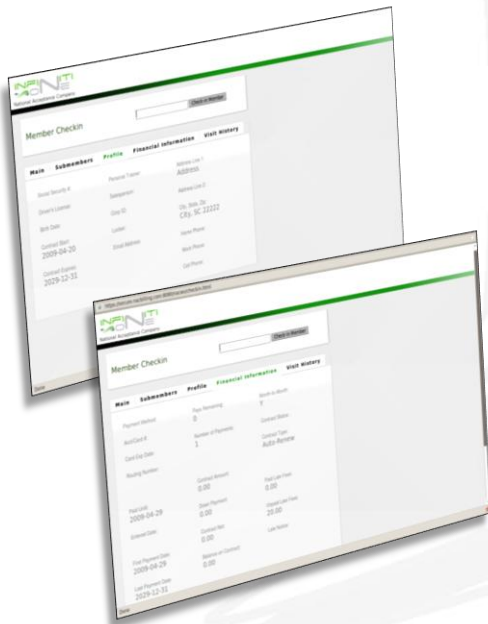 INFINITI
ONE
National Acceptance Company
Member Checkin
Check-in Member
Main Submembers Profile Financial Information Visit History
Social Security #:
Personal Trainer:
Address Line 1
Address.
Driver's License:
Salesperson:
Address Line 2
Birth Date:
Grey ID:
City, State, Zip:
City, SC 22222
Contract Start:
2009-04-20
Locker:
Home Phone:
Contract Expires:
2029-12-31
Email Address:
Work Phone:
Cell Phone:
Done
INFINITI
ONE
National Acceptance Company
Member Checkin
Check-in Member
Main Submembers Profile Financial Information Visit History
Payment Method:
Pays Remaining:
0
Month-to-Month:
Y
Acct/Card #:
Number of Payments:
1
Contract Status:
Card Exp Date:
Contract Type:
Auto-Renew
Routing Number:
Contract Amount:
0.00
Paid Late Fees:
0.00
Paid Until:
2009-04-29
Down Payment:
0.00
Unpaid Late Fees:
20.00
Entered Date:
Contract Net:
0.00
Late Notice:
First Payment Date:
2009-04-29
Balance on Contract:
0.00
Last Payment Date:
2029-12-31
Done